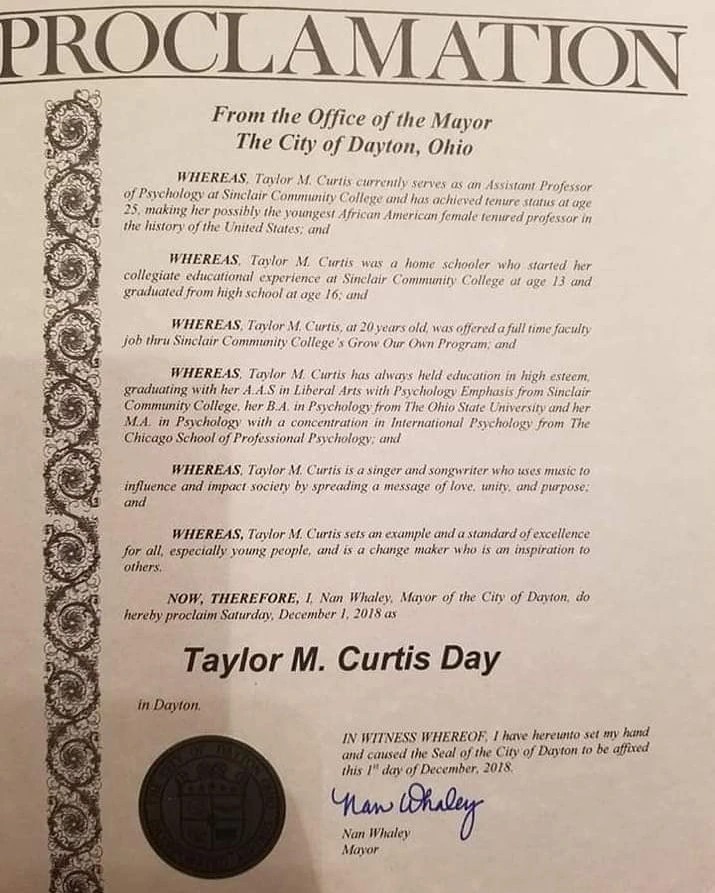 PROCLAMATION
From the Office of the Mayor
The City of Dayton, Ohio
WHEREAS, Taylor M. Curtis currently serves as an Assistant Professor
of Psychology at Sinclair Community College and has achieved tenure status at age
25, making her possibly the youngest African American female tenured professor in
the history of the United States; and
WHEREAS, Taylor M. Curtis was a home schooler who started her
collegiate educational experience at Sinclair Community College at age 13 and
graduated from high school at age 16; and
WHEREAS, Taylor M. Curtis, at 20 years old, was offered a full time faculty
job thru Sinclair Community College's Grow Our Own Program; and
WHEREAS, Taylor M. Curtis has always held education in high esteem,
graduating with her A.A.S in Liberal Arts with Psychology Emphasis from Sinclair
Community College, her B.A. in Psychology from The Ohio State University and her
M.A. in Psychology with a concentration in International Psychology from The
Chicago School of Professional Psychology; and
WHEREAS, Taylor M. Curtis is a singer and songwriter who uses music to
influence and impact society by spreading a message of love, unity, and purpose;
and
WHEREAS, Taylor M. Curtis sets an example and a standard of excellence
for all, especially young people, and is a change maker who is an inspiration to
others.
NOW, THEREFORE, I, Nan Whaley, Mayor of the City of Dayton, do
hereby proclaim Saturday, December 1, 2018 as
Taylor M. Curtis Day
in Dayton.
IN WITNESS WHEREOF, I have hereunto set my hand
and caused the Seal of the City of Dayton to be affixed
this 1st day of December, 2018.
Nan Whaley
Nan Whaley
Mayor